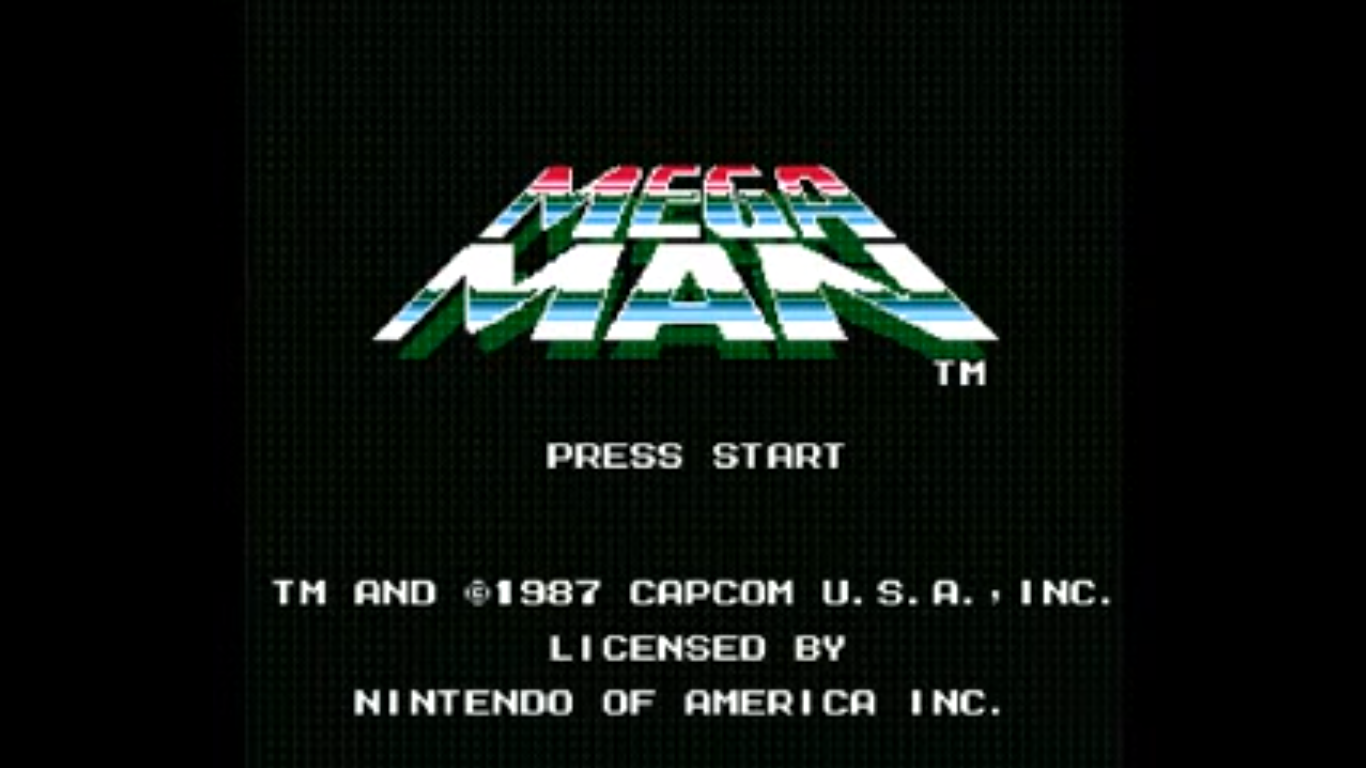 MEGA
MAN
TM
PRESS START
TM AND ©1987 CAPCOM U.S.A., INC.
LICENSED BY
NINTENDO OF AMERICA INC.